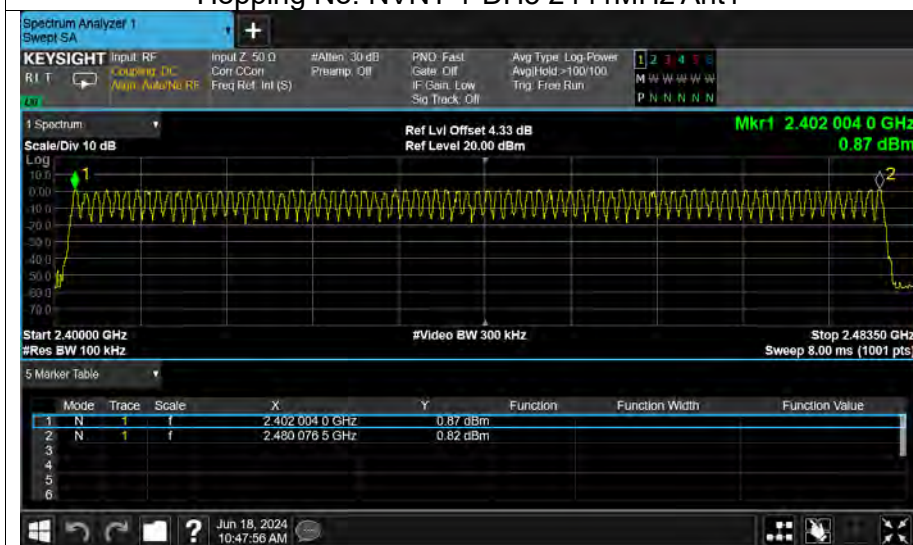 Hopping No. NVNT 1-DH5 2441MHz Ant1
Spectrum Analyzer 1
Swept SA
+
KEYSIGHT Input: RF Input Z: 50 Ω #Atten: 30 dB PNO: Fast Avg Type: Log-Power 1 2 3 4 5 6
RLT Coupling: DC Corr CCorr Preamp: Off Gate: Off Avg|Hold:>100/100 M W W W W W
Align: Auto/No RF Freq Ref: Int (S) IF Gain: Low Trig: Free Run P N N N N N
Sig Track: Off
1 Spectrum
Ref Lvl Offset 4.33 dB Mkr1 2.402 004 0 GHz
Scale/Div 10 dB Ref Level 20.00 dBm 0.87 dBm
Log
10.0 1 2
0.00
-10.0
-20.0
-30.0
-40.0
-50.0
-60.0
-70.0
Start 2.40000 GHz #Video BW 300 kHz Stop 2.48350 GHz
#Res BW 100 kHz Sweep 8.00 ms (1001 pts)
5 Marker Table
Mode Trace Scale X Y Function Function Width Function Value
1 N 1 f 2.402 004 0 GHz 0.87 dBm
2 N 1 f 2.480 076 5 GHz 0.82 dBm
3
4
5
6
? Jun 18, 2024
10:47:56 AM